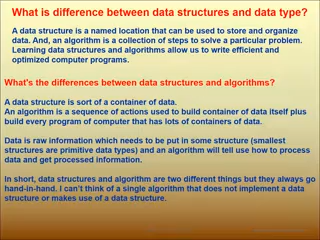 What is difference between data structures and data type?
A data structure is a named location that can be used to store and organize
data. And, an algorithm is a collection of steps to solve a particular problem.
Learning data structures and algorithms allow us to write efficient and
optimized computer programs.
What's the differences between data structures and algorithms?
A data structure is sort of a container of data.
An algorithm is a sequence of actions used to build container of data itself plus
build every program of computer that has lots of containers of data.
Data is raw information which needs to be put in some structure (smallest
structures are primitive data types) and an algorithm will tell use how to process
data and get processed information.
In short, data structures and algorithm are two different things but they always go
hand-in-hand. I can't think of a single algorithm that does not implement a data
structure or makes use of a data structure.